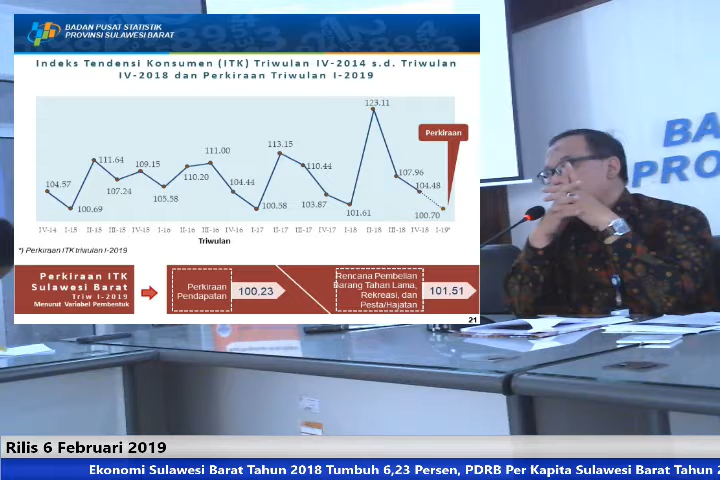 BADAN PUSAT STATISTIK
PROVINSI SULAWESI BARAT
Indeks Tendensi Konsumen (ITK) Triwulan IV-2014 s.d. Triwulan
IV-2018 dan Perkiraan Triwulan I-2019
123.11
Perkiraan
104.57
100.69
111.64
107.24
109.15
105.58
110.20
111.00
104.44
100.58
113.15
110.44
103.87
101.61
107.96
104.48
100.70
IV-14 I-15 II-15 III-15 IV-15 I-16 II-16 III-16 IV-16 I-17 II-17 III-17 IV-17 I-18 II-18 III-18 IV-18 I-19*
Triwulan
*) Perkiraan ITK triwulan I-2019
Perkiraan ITK
Sulawesi Barat
Triw I-2019
Menurut Variabel Pembentuk
Perkiraan
Pendapatan
100,23
Rencana Pembelian
Barang Tahan Lama,
Rekreasi, dan
Pesta/Hajatan
101,51
21
BA
PRO
Rilis 6 Februari 2019
Ekonomi Sulawesi Barat Tahun 2018 Tumbuh 6,23 Persen, PDRB Per Kapita Sulawesi Barat Tahun 2